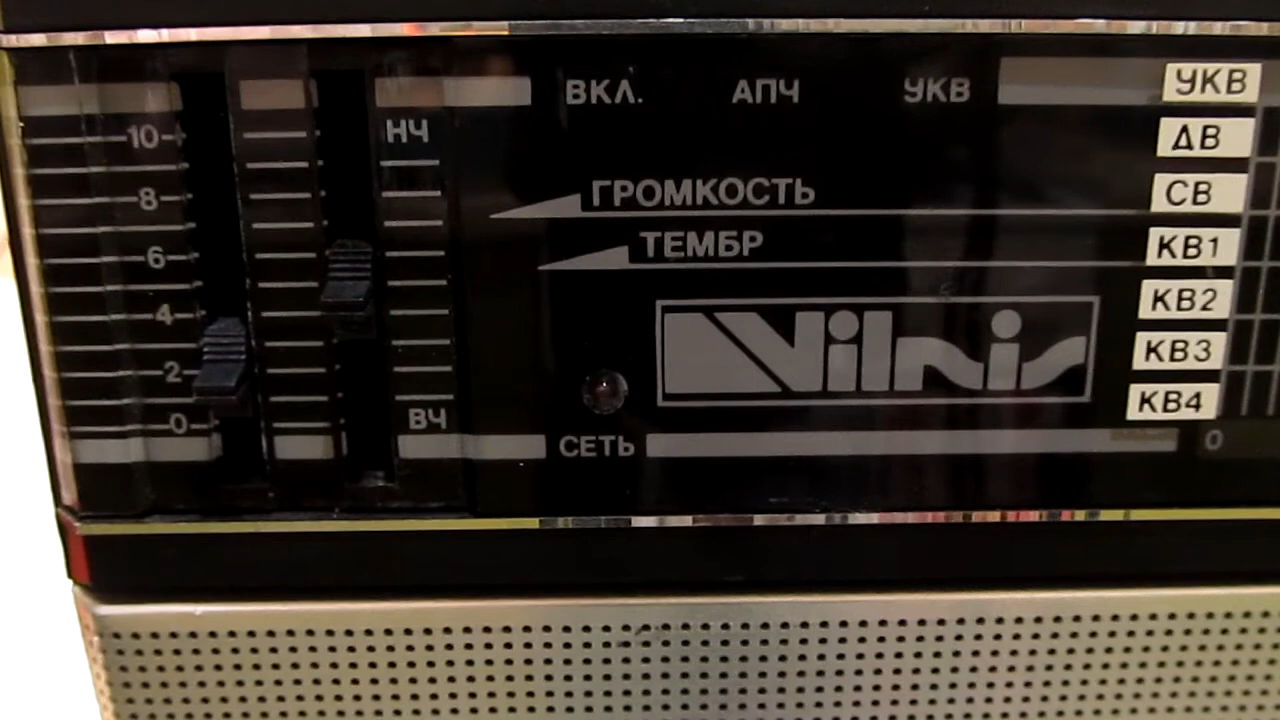 ВКЛ. АПЧ УКВ
УКВ
10 НЧ
ДВ
8 ГРОМКОСТЬ
СВ
6 ТЕМБР
КВ1
4
Vilnis
КВ2
2
КВ3
0 ВЧ
КВ4
СЕТЬ
0